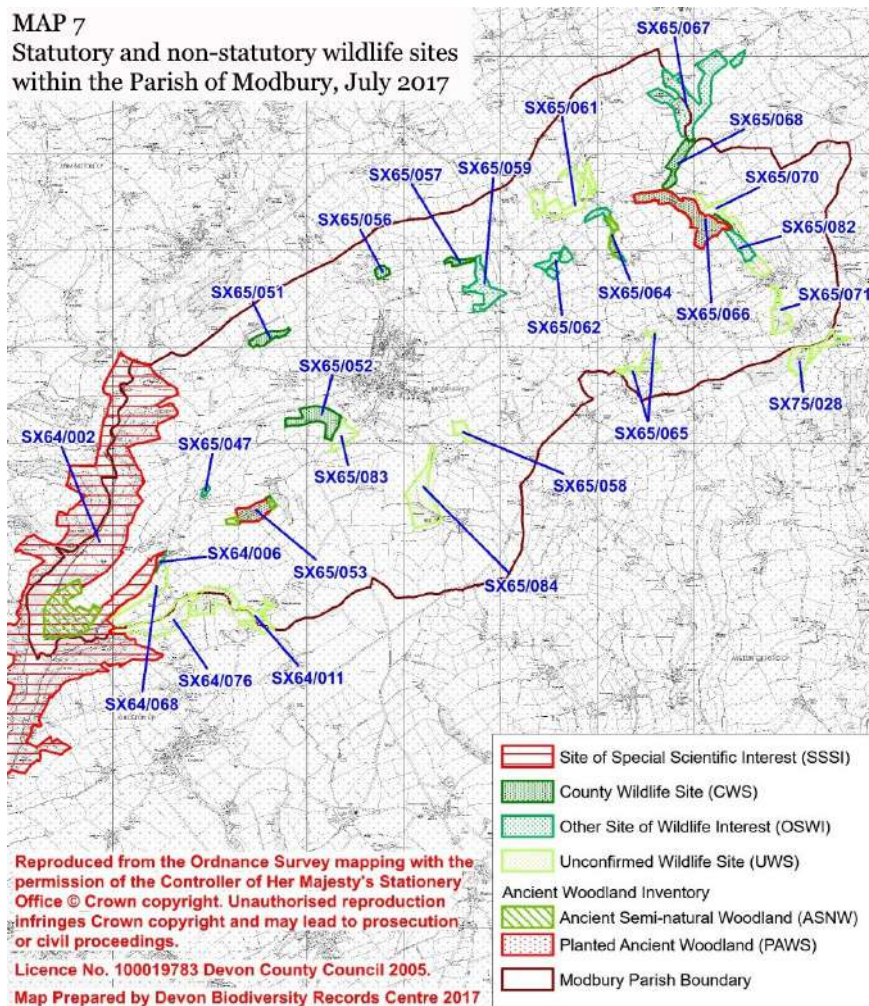 MAP 7
Statutory and non-statutory wildlife sites
within the Parish of Modbury, July 2017
SX65/067
SX65/061
SX65/068
SX65/059
SX65/057
SX65/070
SX65/056
SX65/082
SX65/051
SX65/064
SX65/071
SX65/062
SX65/066
SX65/052
SX75/028
SX64/002
SX65/065
SX65/047
SX65/083
SX65/058
SX64/006
SX65/053
SX65/084
SX64/076
SX64/011
SX64/068
Site of Special Scientific Interest (SSSI)
County Wildlife Site (CWS)
Other Site of Wildlife Interest (OSWI)
Unconfirmed Wildlife Site (UWS)
Ancient Woodland Inventory
Ancient Semi-natural Woodland (ASNW)
Planted Ancient Woodland (PAWS)
Modbury Parish Boundary
Reproduced from the Ordnance Survey mapping with the
permission of the Controller of Her Majesty's Stationery
Office © Crown copyright. Unauthorised reproduction
infringes Crown copyright and may lead to prosecution
or civil proceedings.
Licence No. 100019783 Devon County Council 2005.
Map Prepared by Devon Biodiversity Records Centre 2017